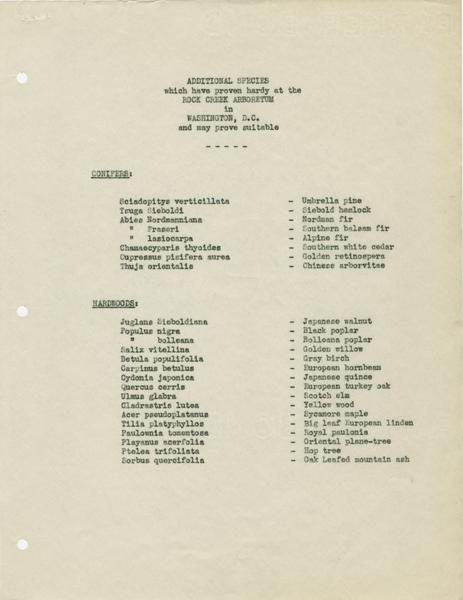 ADDITIONAL SPECIES
which have proven hardy at the
ROCK CREEK ARBORETUM
in
WASHINGTON, D.C.
and may prove suitable
- - - - -
CONIFERS:
Sciadopitys verticillata - Umbrella pine
Tsuga Sieboldi - Siebold hemlock
Abies Nordmanniana - Nordman fir
" Fraseri - Southern balsam fir
" lasiocarpa - Alpine fir
Chamaecyparis thyoides - Southern white cedar
Cupressus pisifera aurea - Golden retinospera
Thuja orientalis - Chinese arborvitae
HARDWOODS:
Juglans Sieboldiana - Japanese walnut
Populus nigra - Black poplar
" bolleana - Bolleana poplar
Salix vitellina - Golden willow
Betula populifolia - Gray birch
Carpinus betulus - European hornbeam
Cydonia japonica - Japanese quince
Quercus cerris - European turkey oak
Ulmus glabra - Scotch elm
Cladrastris lutea - Yellow wood
Acer pseudoplatanus - Sycamore maple
Tilia platyphyllos - Big leaf European linden
Paulownia tomentosa - Royal paulonia
Playanus acerfolia - Oriental plane-tree
Ptelea trifoliata - Hop tree
Sorbus quercifolia - Oak Leafed mountain ash